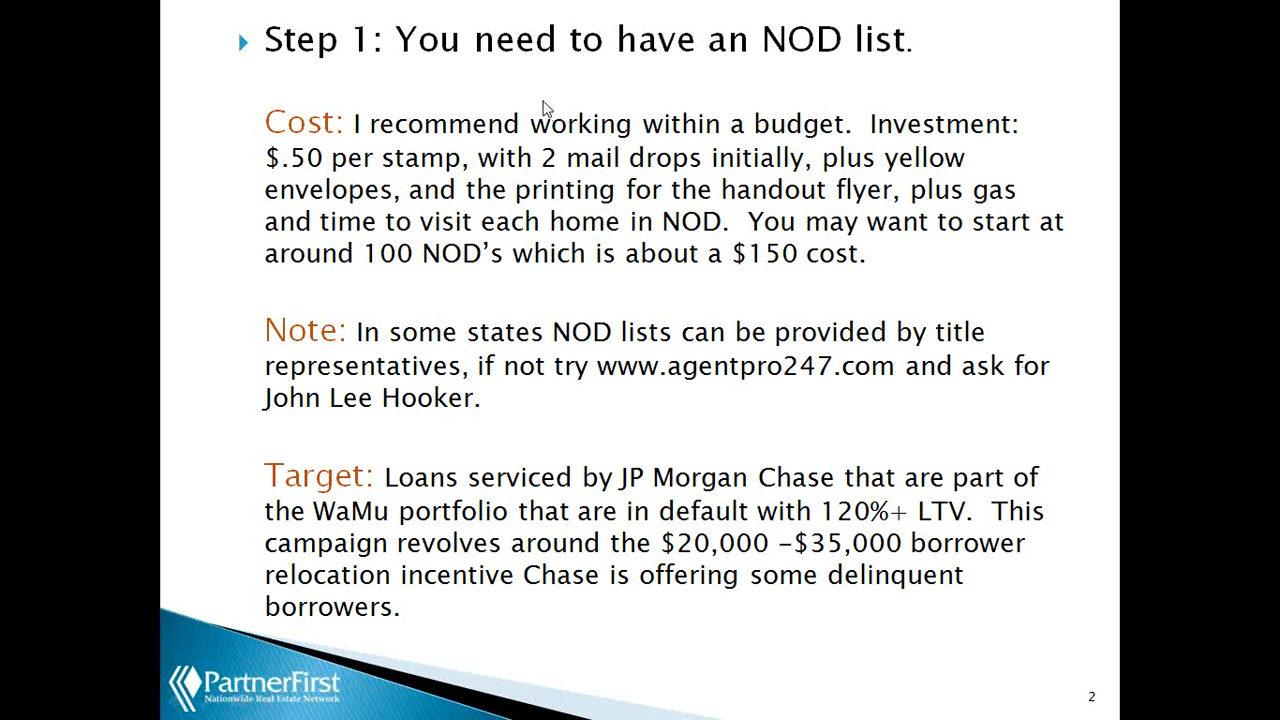 Step 1: You need to have an NOD list.
Cost: I recommend working within a budget.  Investment:
$.50 per stamp, with 2 mail drops initially, plus yellow
envelopes, and the printing for the handout flyer, plus gas
and time to visit each home in NOD.  You may want to start at
around 100 NOD’s which is about a $150 cost.
Note: In some states NOD lists can be provided by title
representatives, if not try www.agentpro247.com and ask for
John Lee Hooker.
Target: Loans serviced by JP Morgan Chase that are part of
the WaMu portfolio that are in default with 120%+ LTV.  This
campaign revolves around the $20,000 –$35,000 borrower
relocation incentive Chase is offering some delinquent
borrowers.
PartnerFirst
Nationwide Real Estate Network
2